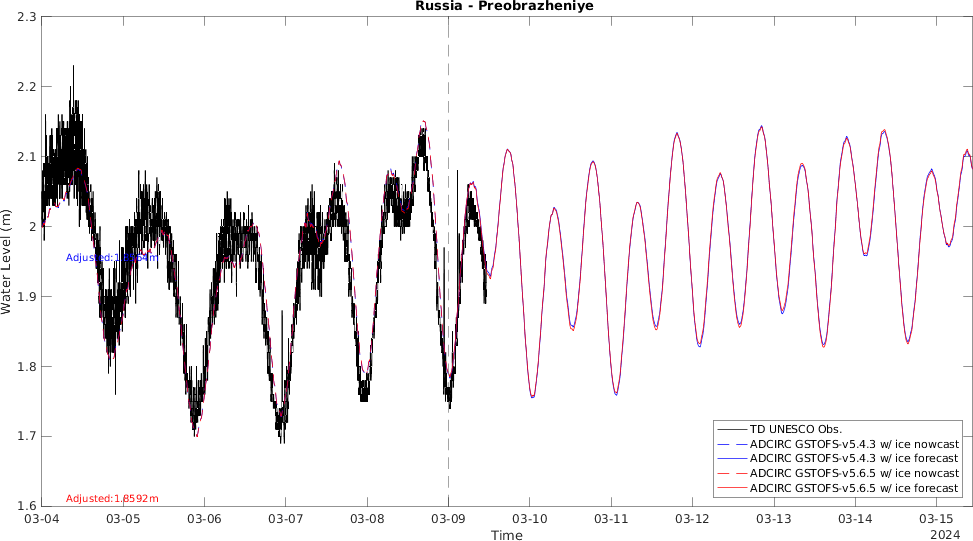 Russia - Preobrazheniye
2.3
2.2
2.1
2
1.9
1.8
1.7
1.6
Water Level (m)
Adjusted:1.8592m
TD UNESCO Obs.
ADCIRC GSTOFS-v5.4.3 w/ ice nowcast
ADCIRC GSTOFS-v5.4.3 w/ ice forecast
ADCIRC GSTOFS-v5.6.5 w/ ice nowcast
ADCIRC GSTOFS-v5.6.5 w/ ice forecast
03-04 03-05 03-06 03-07 03-08 03-09 03-10 03-11 03-12 03-13 03-14 03-15
Time
2024